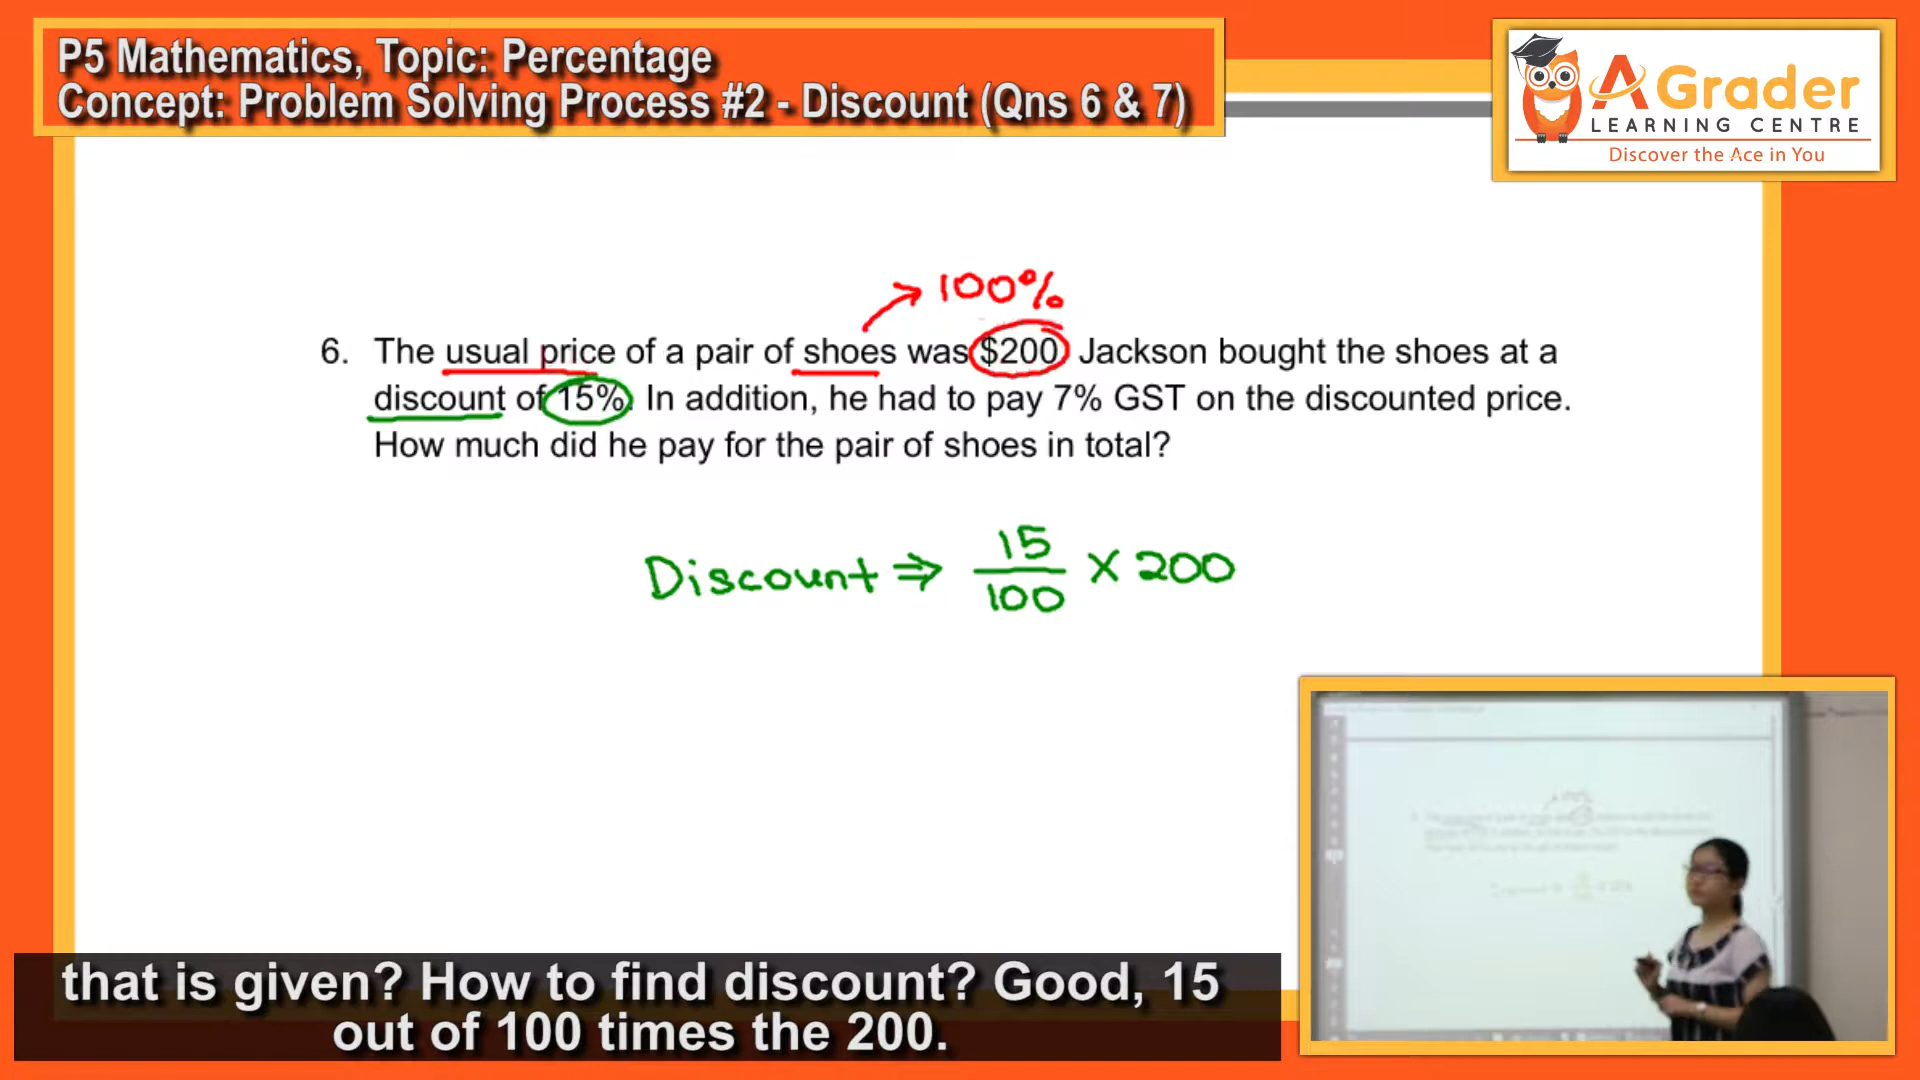 P5 Mathematics, Topic: Percentage
Concept: Problem Solving Process #2 - Discount (Qns 6 & 7)
A Grader
LEARNING CENTRE
Discover the Ace in You
100%
6. The usual price of a pair of shoes was $200. Jackson bought the shoes at a
discount of 15%. In addition, he had to pay 7% GST on the discounted price.
How much did he pay for the pair of shoes in total?
Discount ⇒ 15/100 × 200
that is given? How to find discount? Good, 15
out of 100 times the 200.